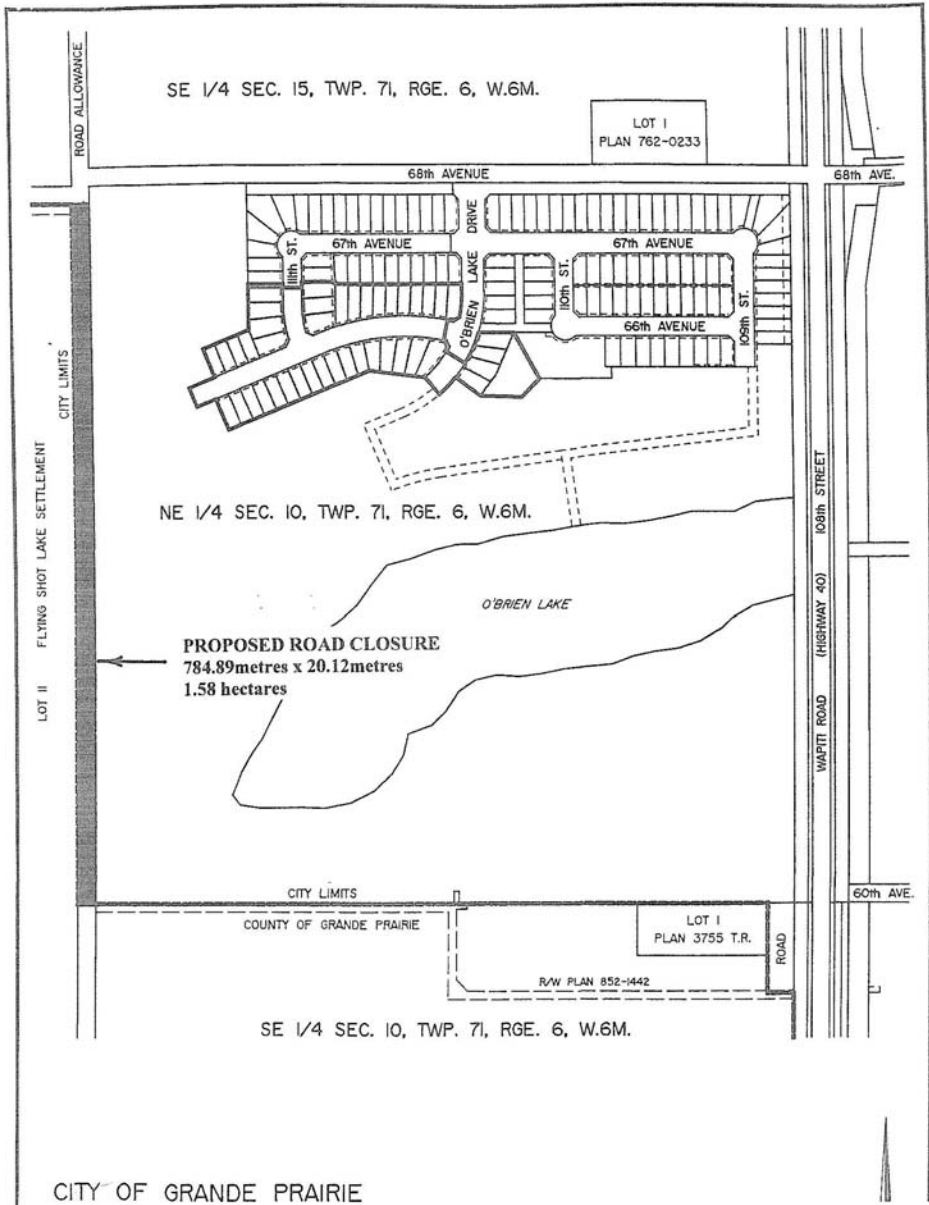 ROAD ALLOWANCE
SE 1/4 SEC. 15, TWP. 71, RGE. 6, W.6M.
LOT 1
PLAN 762-0233
68th AVENUE
68th AVE.
DRIVE
67th AVENUE
67th AVENUE
111th ST.
O'BRIEN LAKE
110th ST.
109th ST.
66th AVENUE
CITY LIMITS
LOT 11 FLYING SHOT LAKE SETTLEMENT
WAPITI ROAD (HIGHWAY 40) 108th STREET
NE 1/4 SEC. 10, TWP. 71, RGE. 6, W.6M.
O'BRIEN LAKE
PROPOSED ROAD CLOSURE
784.89metres x 20.12metres
1.58 hectares
CITY LIMITS
60th AVE.
COUNTY OF GRANDE PRAIRIE
LOT 1
PLAN 3755 T.R.
ROAD
R/W PLAN 852-1442
SE 1/4 SEC. 10, TWP. 71, RGE. 6, W.6M.
CITY OF GRANDE PRAIRIE